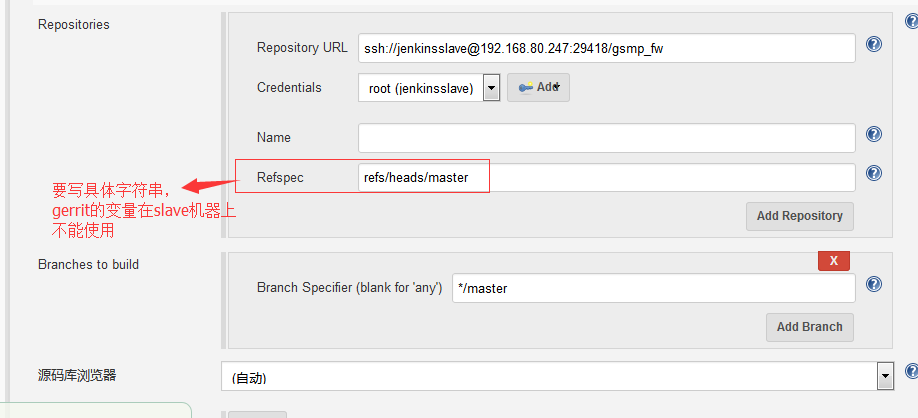 Repositories
Repository URL
ssh://jenkinsslave@192.168.80.247:29418/gsmp_fw
Credentials
root (jenkinsslave)
Add
Name
Refspec
refs/heads/master
要写具体字符串，
gerrit的变量在slave机器上
不能使用
Add Repository
Branches to build
X
Branch Specifier (blank for 'any')
*/master
Add Branch
源码库浏览器
(自动)